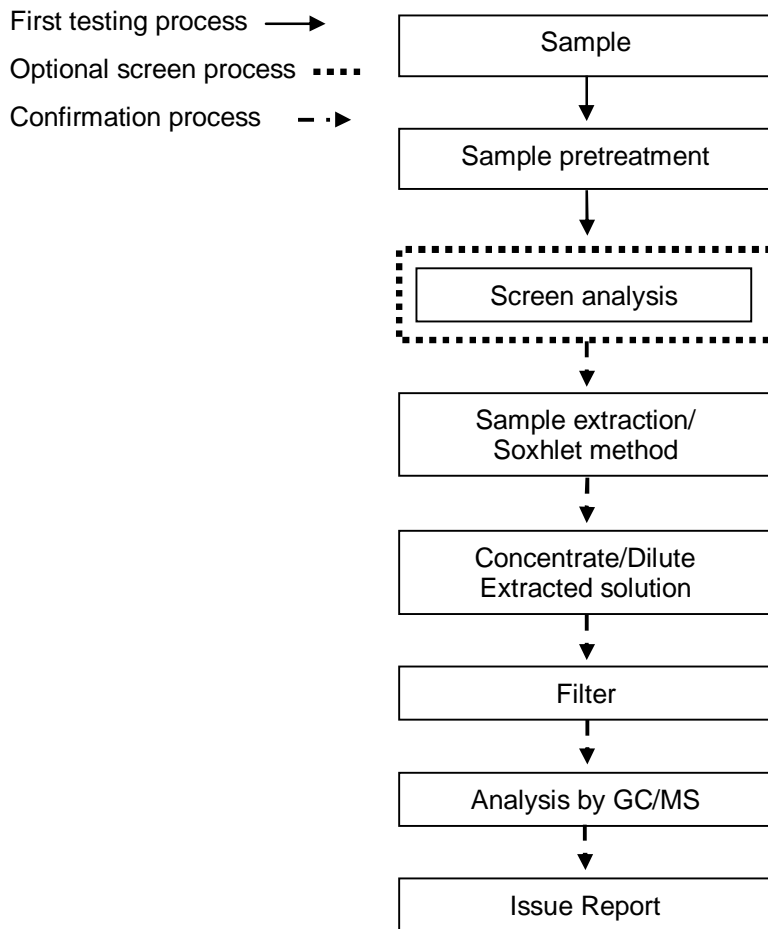 First testing process
Optional screen process
Confirmation process
Sample
Sample pretreatment
Screen analysis
Sample extraction/
Soxhlet method
Concentrate/Dilute
Extracted solution
Filter
Analysis by GC/MS
Issue Report